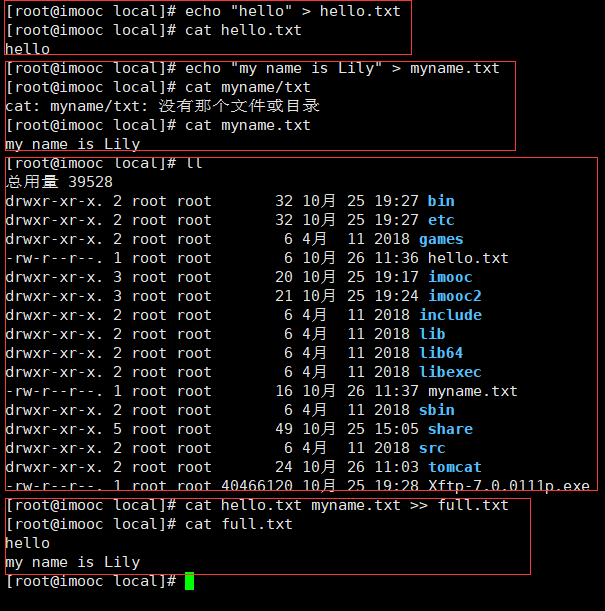 [root@imooc local]# echo "hello" > hello.txt
[root@imooc local]# cat hello.txt
hello
[root@imooc local]# echo "my name is Lily" > myname.txt
[root@imooc local]# cat myname/txt
cat: myname/txt: 没有那个文件或目录
[root@imooc local]# cat myname.txt
my name is Lily
[root@imooc local]# ll
总用量 39528
drwxr-xr-x. 2 root root       32 10月 25 19:27 bin
drwxr-xr-x. 2 root root       32 10月 25 19:27 etc
drwxr-xr-x. 2 root root        6 4月  11 2018 games
-rw-r--r--. 1 root root        6 10月 26 11:36 hello.txt
drwxr-xr-x. 3 root root       20 10月 25 19:17 imooc
drwxr-xr-x. 3 root root       21 10月 25 19:24 imooc2
drwxr-xr-x. 2 root root        6 4月  11 2018 include
drwxr-xr-x. 2 root root        6 4月  11 2018 lib
drwxr-xr-x. 2 root root        6 4月  11 2018 lib64
drwxr-xr-x. 2 root root        6 4月  11 2018 libexec
-rw-r--r--. 1 root root       16 10月 26 11:37 myname.txt
drwxr-xr-x. 2 root root        6 4月  11 2018 sbin
drwxr-xr-x. 5 root root       49 10月 25 15:05 share
drwxr-xr-x. 2 root root        6 4月  11 2018 src
drwxr-xr-x. 2 root root       24 10月 26 11:03 tomcat
-rw-r--r--. 1 root root 40466120 10月 25 19:28 Xftp-7.0.0111p.exe
[root@imooc local]# cat hello.txt myname.txt >> full.txt
[root@imooc local]# cat full.txt
hello
my name is Lily
[root@imooc local]#